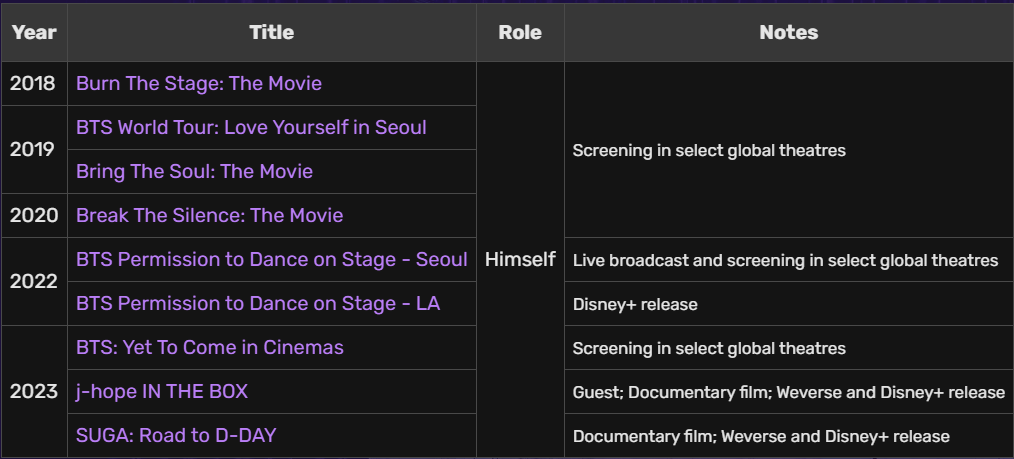 Year Title Role Notes
2018 Burn The Stage: The Movie
2019 BTS World Tour: Love Yourself in Seoul
Bring The Soul: The Movie
Screening in select global theatres
2020 Break The Silence: The Movie
2022 BTS Permission to Dance on Stage - Seoul Himself Live broadcast and screening in select global theatres
BTS Permission to Dance on Stage - LA Disney+ release
2023 BTS: Yet To Come in Cinemas Screening in select global theatres
j-hope IN THE BOX Guest; Documentary film; Weverse and Disney+ release
SUGA: Road to D-DAY Documentary film; Weverse and Disney+ release